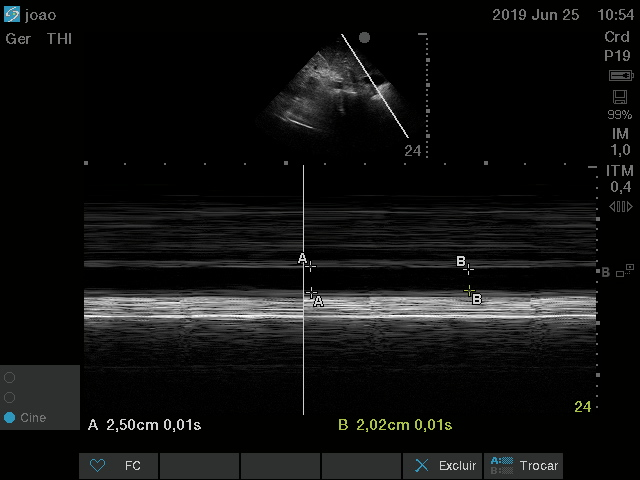 joao
2019 Jun 25 10:54
Ger THI
Crd
P19
99%
IM
1,0
ITM
0,4
24
A
B
A
B
B
24
Cine
A 2,50cm 0,01s
B 2,02cm 0,01s
FC
Excluir
A:
B:
Trocar